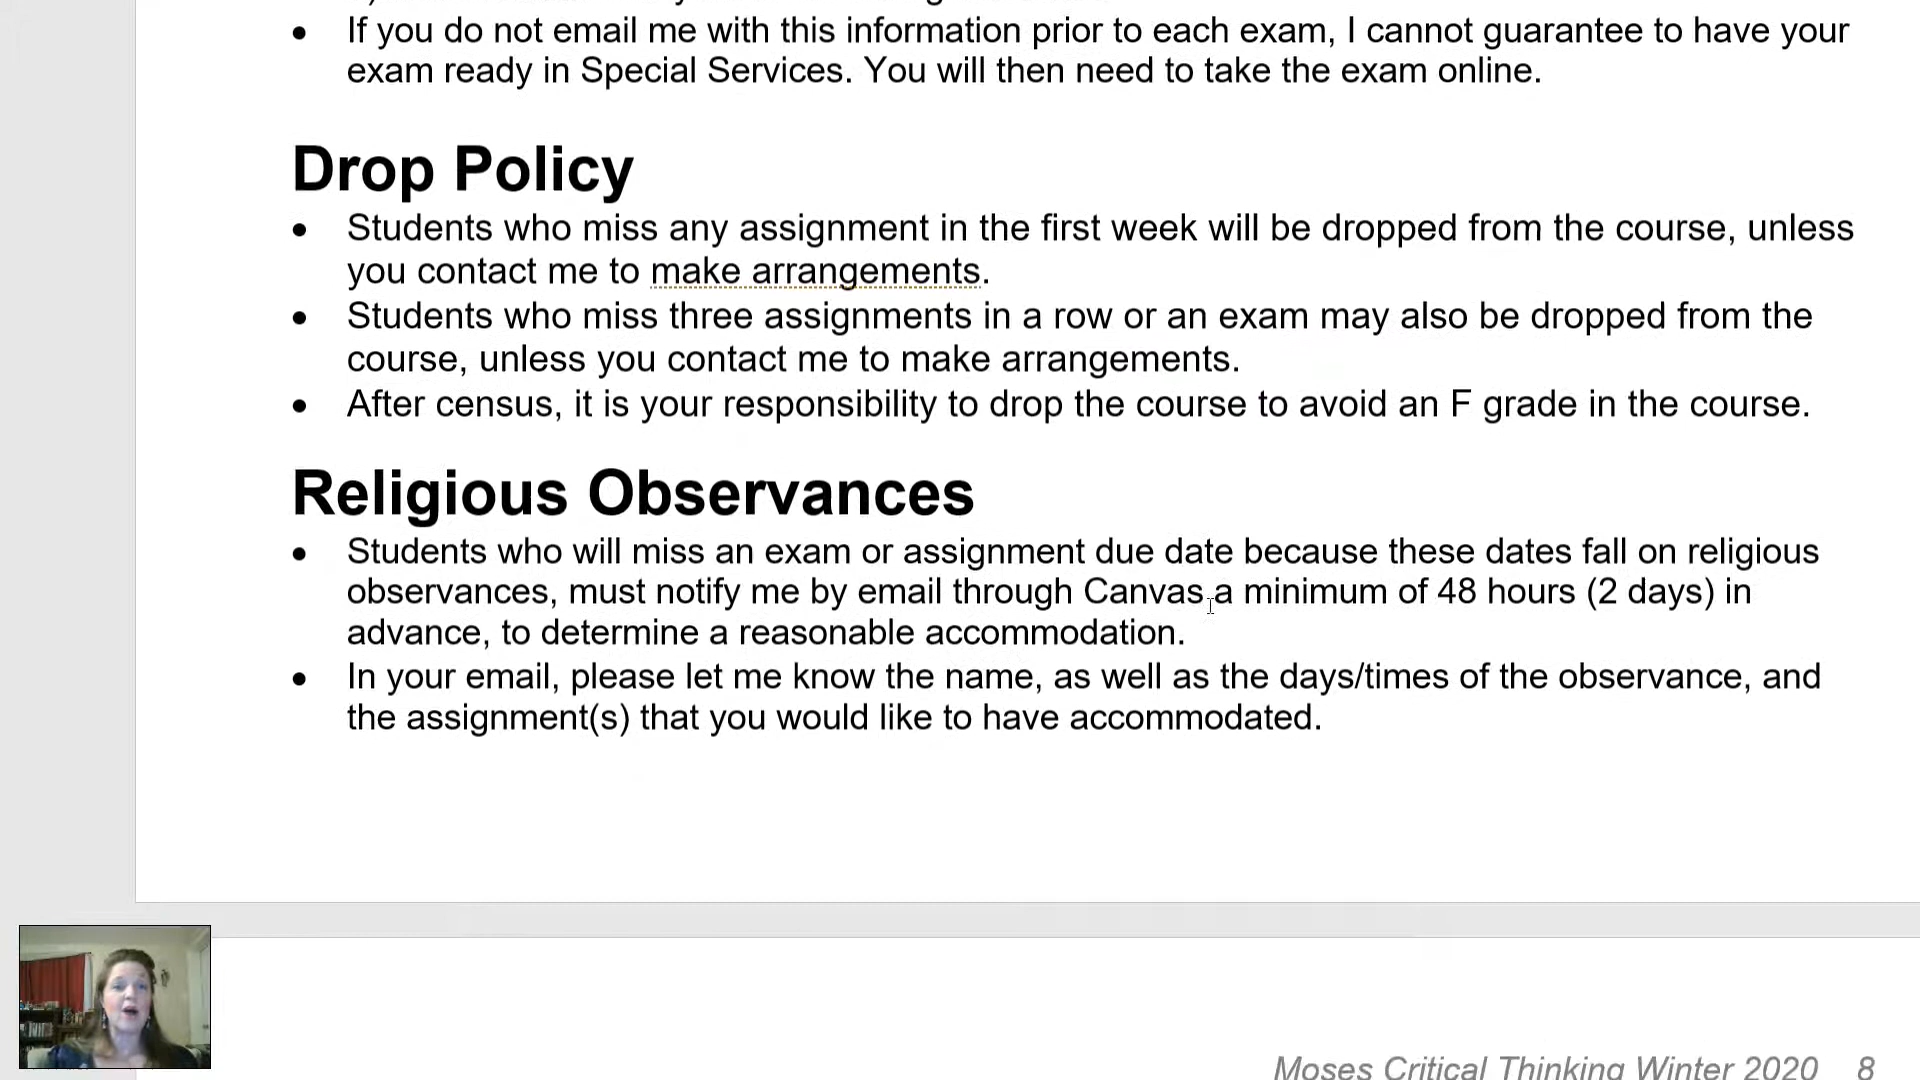 • If you do not email me with this information prior to each exam, I cannot guarantee to have your
exam ready in Special Services. You will then need to take the exam online.
Drop Policy
• Students who miss any assignment in the first week will be dropped from the course, unless
you contact me to make arrangements.
• Students who miss three assignments in a row or an exam may also be dropped from the
course, unless you contact me to make arrangements.
• After census, it is your responsibility to drop the course to avoid an F grade in the course.
Religious Observances
• Students who will miss an exam or assignment due date because these dates fall on religious
observances, must notify me by email through Canvas a minimum of 48 hours (2 days) in
advance, to determine a reasonable accommodation.
• In your email, please let me know the name, as well as the days/times of the observance, and
the assignment(s) that you would like to have accommodated.
Moses Critical Thinking Winter 2020 8